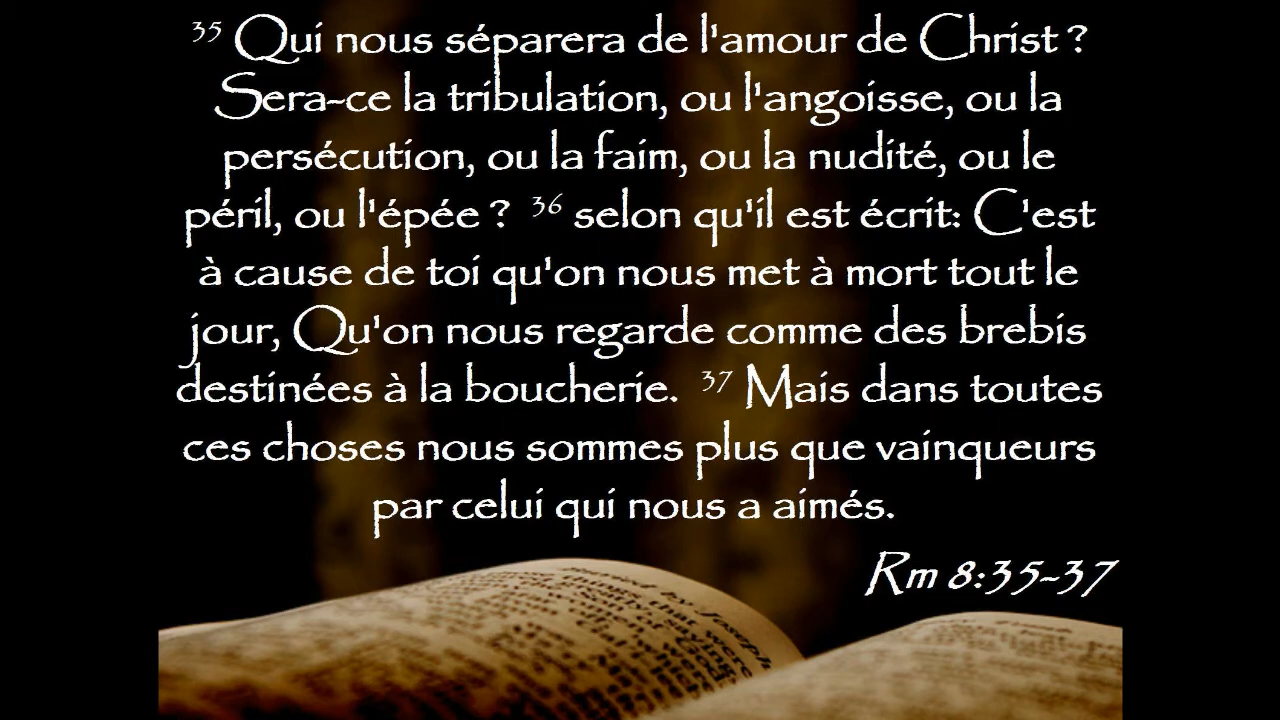 35 Qui nous séparera de l'amour de Christ ?
Sera-ce la tribulation, ou l'angoisse, ou la
persécution, ou la faim, ou la nudité, ou le
péril, ou l'épée ? 36 selon qu'il est écrit: C'est
à cause de toi qu'on nous met à mort tout le
jour, Qu'on nous regarde comme des brebis
destinées à la boucherie. 37 Mais dans toutes
ces choses nous sommes plus que vainqueurs
par celui qui nous a aimés.
Rm 8:35-37
by Joseph
that were